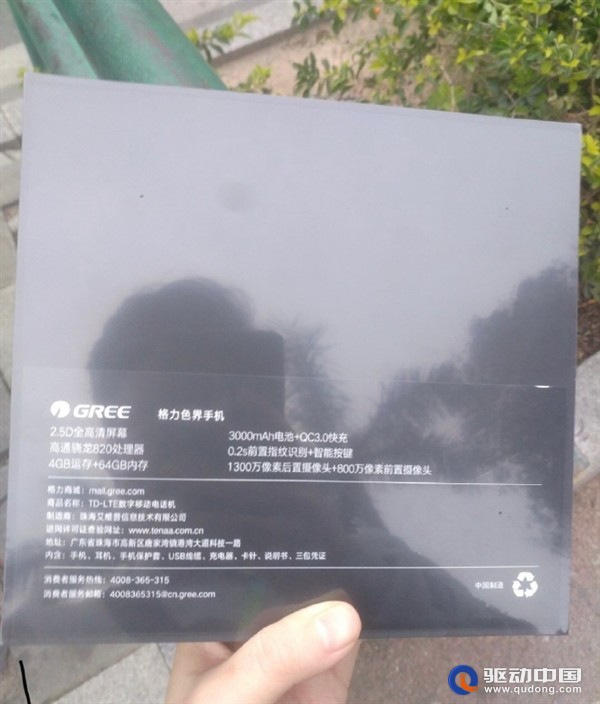 GREE 格力色界手机
2.5D全高清屏幕
高通骁龙820处理器
4GB运存+64GB内存
3000mAh电池+QC3.0快充
0.2s前置指纹识别+智能按键
1300万像素后置摄像头+800万像素前置摄像头
格力商城：mall.gree.com
商品名称：TD-LTE数字移动电话机
制造商：珠海艾维普信息技术有限公司
进网许可证查验网址：www.tenaa.com.cn
地址：广东省珠海市高新区唐家湾镇港湾大道科技一路
内含：手机、耳机、手机保护套、USB线缆、充电器、卡针、说明书、三包凭证
消费者服务热线：4008-365-315
消费者服务邮箱：4008365315@cn.gree.com
中国制造
驱动中国
www.qudong.com